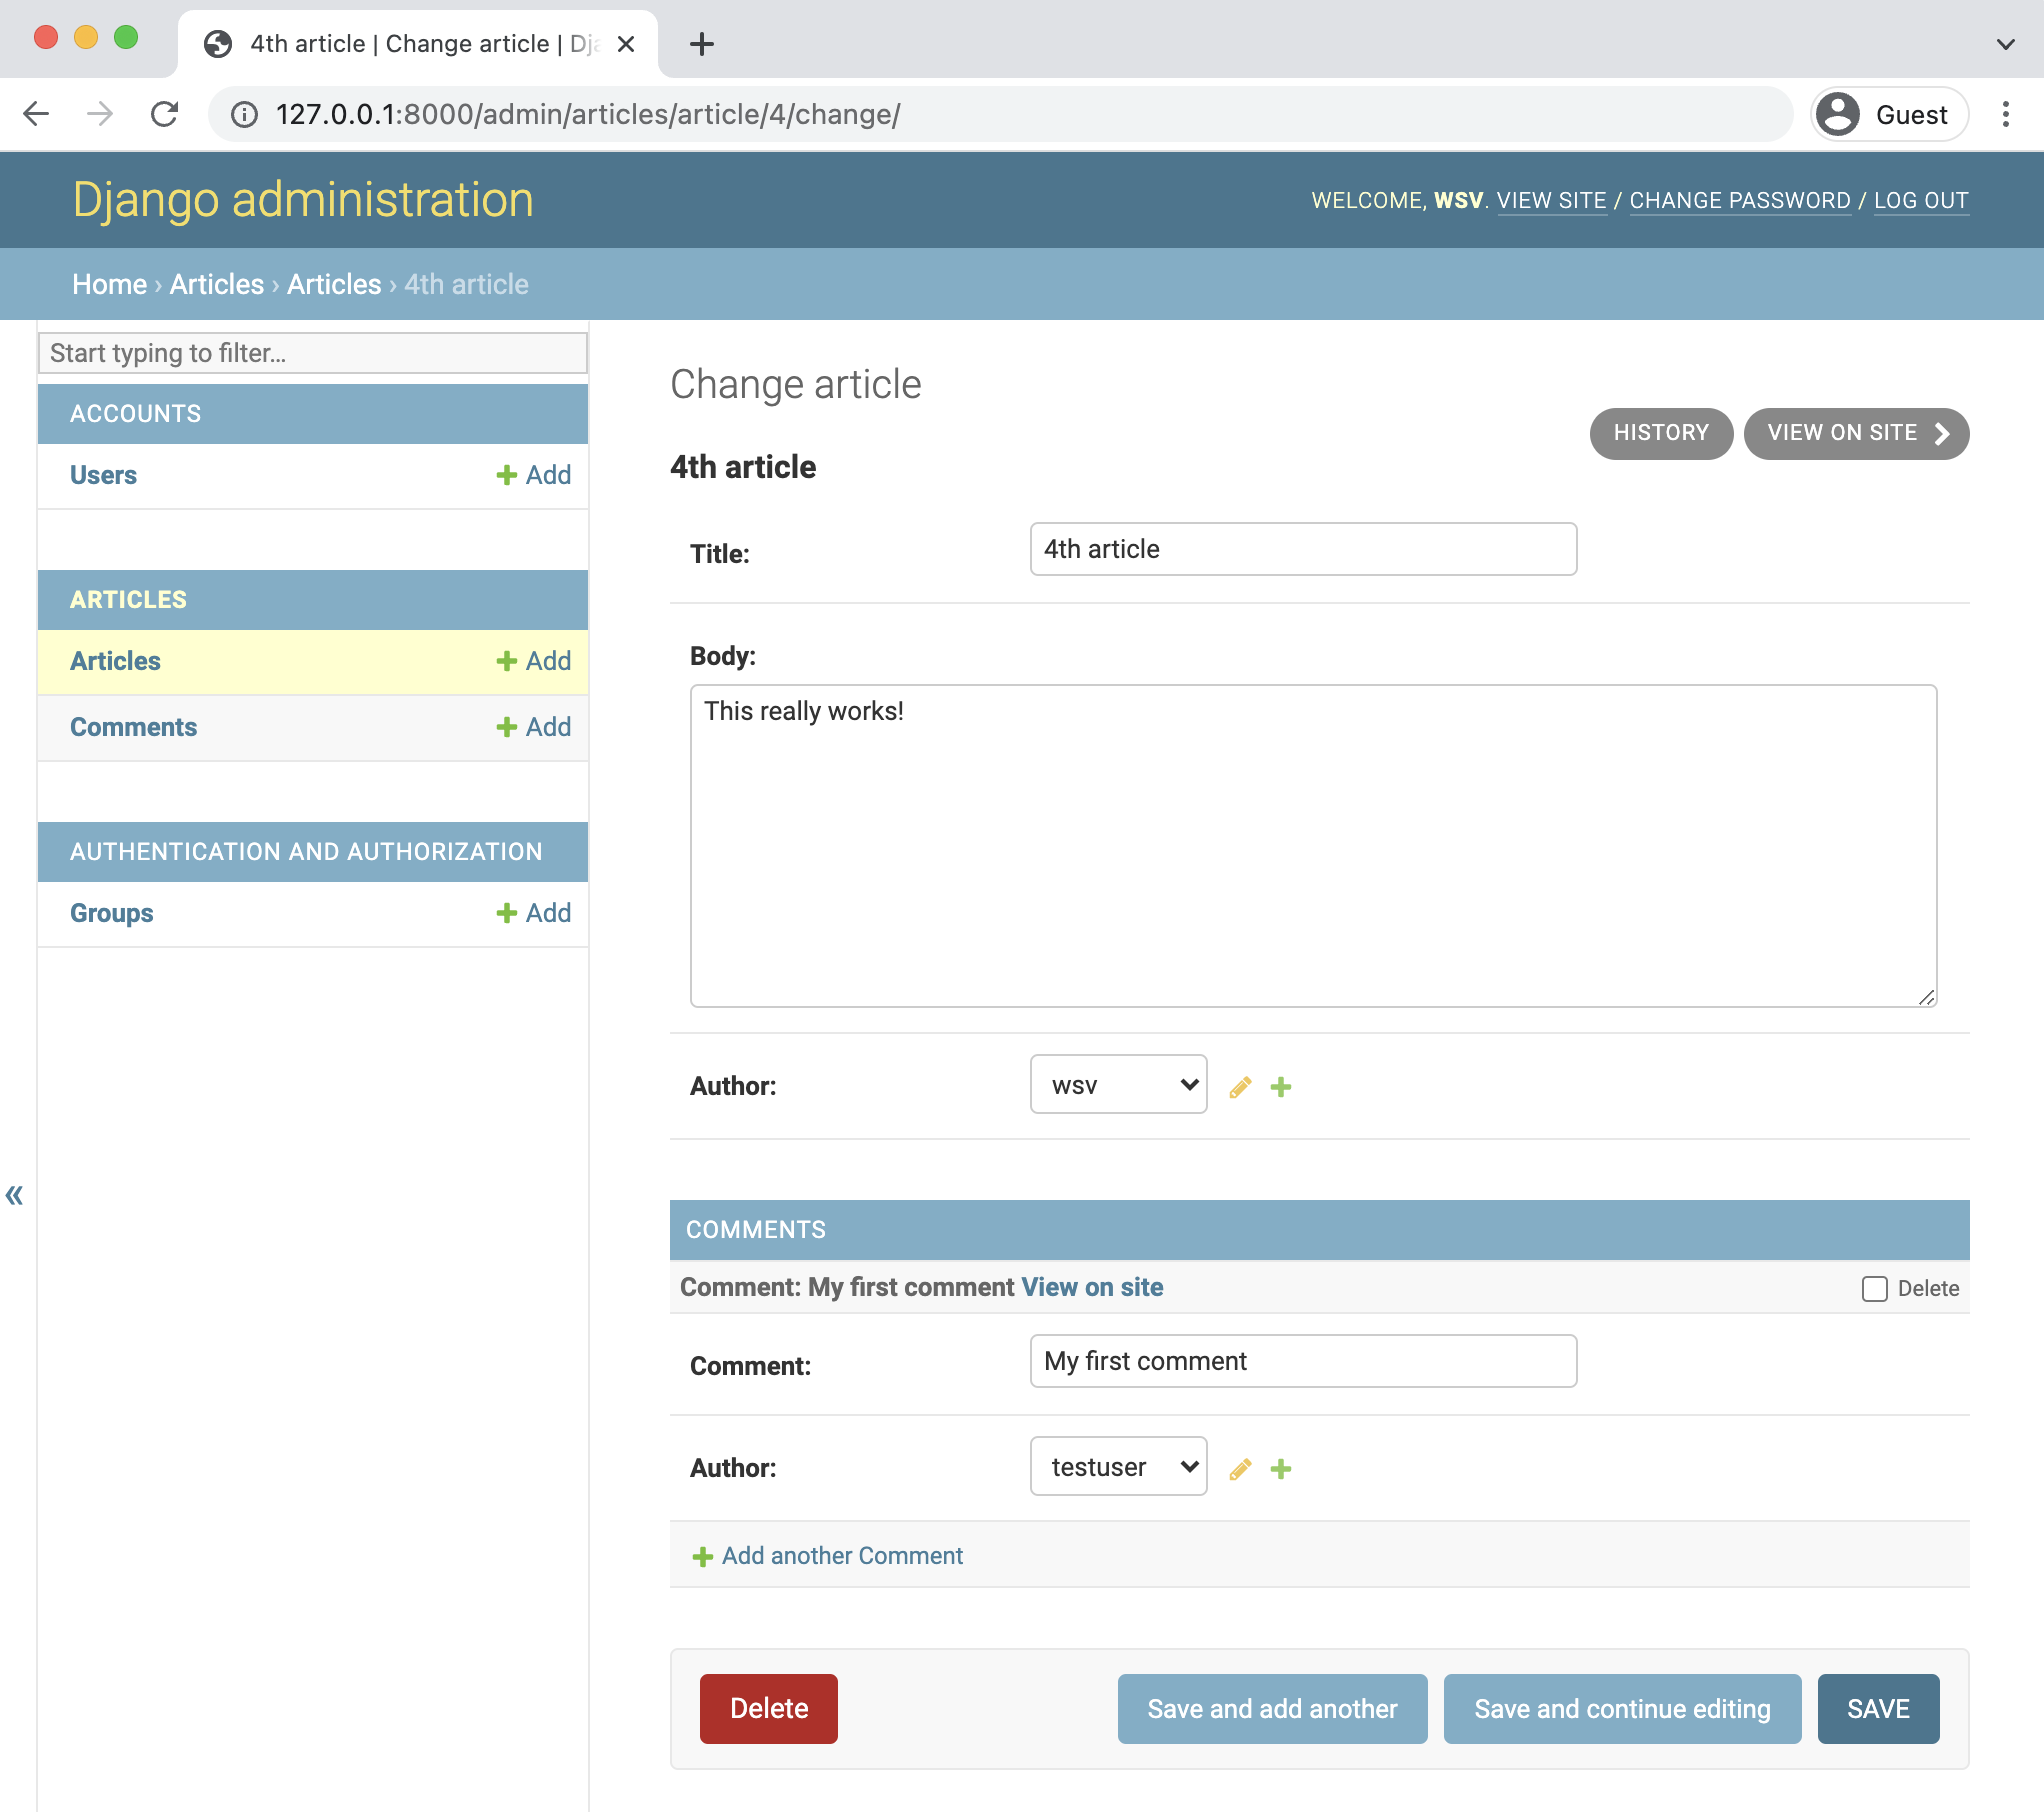 4th article | Change article | Dja
127.0.0.1:8000/admin/articles/article/4/change/
Guest
Django administration
WELCOME, WSV. VIEW SITE / CHANGE PASSWORD / LOG OUT
Home › Articles › Articles › 4th article
Start typing to filter...
ACCOUNTS
Users
Add
ARTICLES
Articles
Add
Comments
Add
AUTHENTICATION AND AUTHORIZATION
Groups
Add
«
Change article
HISTORY
VIEW ON SITE
4th article
Title:
4th article
Body:
This really works!
Author:
wsv
COMMENTS
Comment: My first comment View on site
Delete
Comment:
My first comment
Author:
testuser
Add another Comment
Delete
Save and add another
Save and continue editing
SAVE